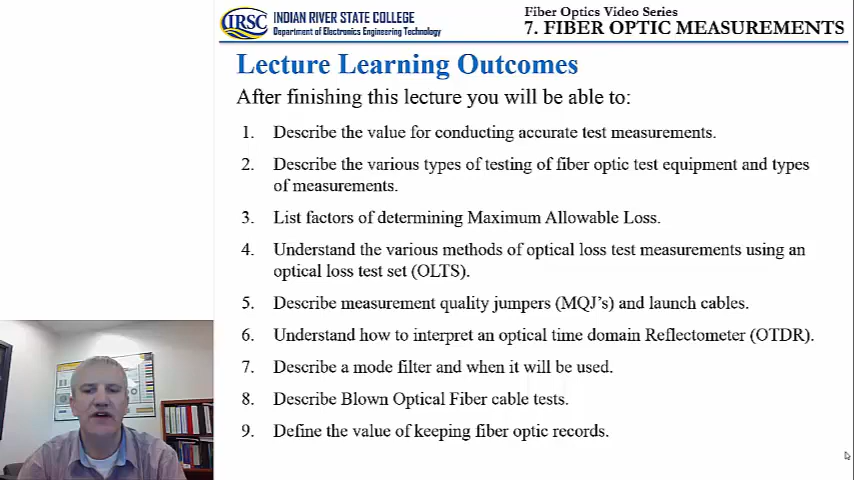 IRSC INDIAN RIVER STATE COLLEGE
Department of Electronics Engineering Technology
Fiber Optics Video Series
7. FIBER OPTIC MEASUREMENTS
Lecture Learning Outcomes
After finishing this lecture you will be able to:
1. Describe the value for conducting accurate test measurements.
2. Describe the various types of testing of fiber optic test equipment and types
of measurements.
3. List factors of determining Maximum Allowable Loss.
4. Understand the various methods of optical loss test measurements using an
optical loss test set (OLTS).
5. Describe measurement quality jumpers (MQJ's) and launch cables.
6. Understand how to interpret an optical time domain Reflectometer (OTDR).
7. Describe a mode filter and when it will be used.
8. Describe Blown Optical Fiber cable tests.
9. Define the value of keeping fiber optic records.